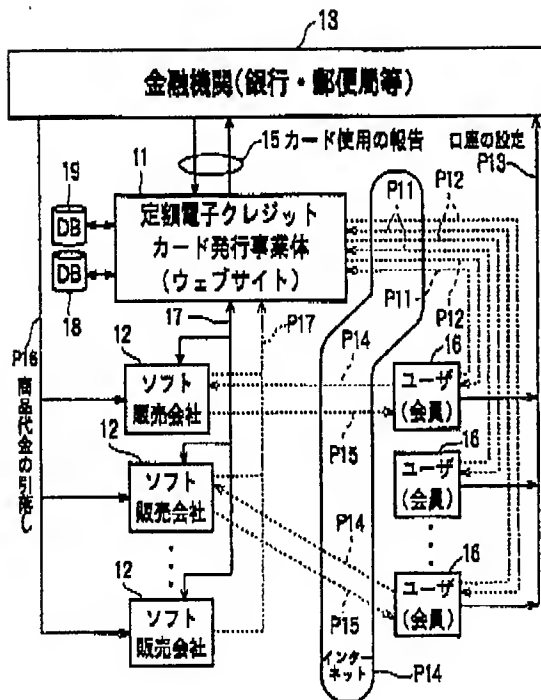 13
金融機関(銀行・郵便局等)
15 カード使用の報告
口座の設定
P13
11
19
DB
DB
18
定額電子クレジット
カード発行事業体
(ウェブサイト)
P11
P12
P11
P12
17
P17
P16
商品代金の引落し
12
ソフト
販売会社
12
ソフト
販売会社
12
ソフト
販売会社
P14
P15
P14
P15
16
ユーザ
(会員)
16
ユーザ
(会員)
16
ユーザ
(会員)
インター
ネット
P14